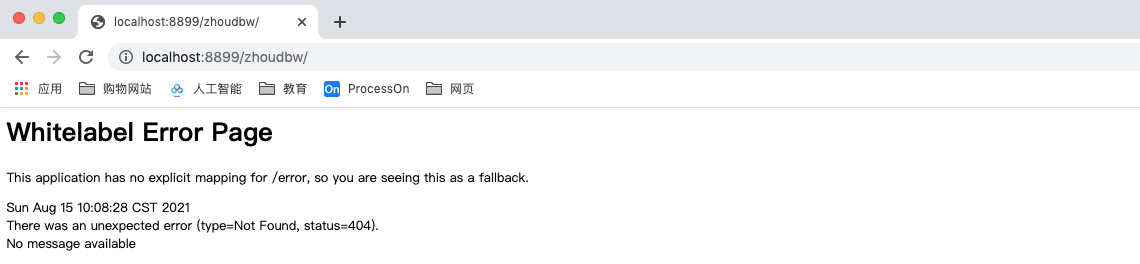 localhost:8899/zhoudbw/
localhost:8899/zhoudbw/
应用 购物网站 人工智能 教育 On ProcessOn 网页
Whitelabel Error Page
This application has no explicit mapping for /error, so you are seeing this as a fallback.
Sun Aug 15 10:08:28 CST 2021
There was an unexpected error (type=Not Found, status=404).
No message available